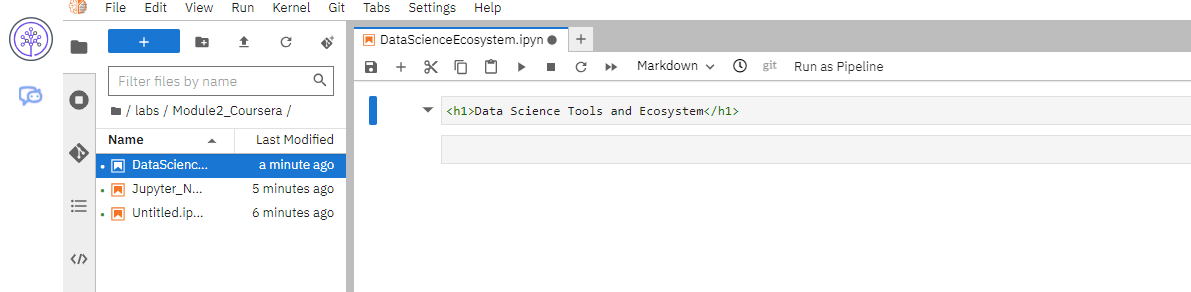 File Edit View Run Kernel Git Tabs Settings Help
DataScienceEcosystem.ipyn
+
Markdown git Run as Pipeline
Filter files by name
/ labs / Module2_Coursera /
Name Last Modified
DataScienc... a minute ago
Jupyter_N... 5 minutes ago
Untitled.ip... 6 minutes ago
<h1>Data Science Tools and Ecosystem</h1>